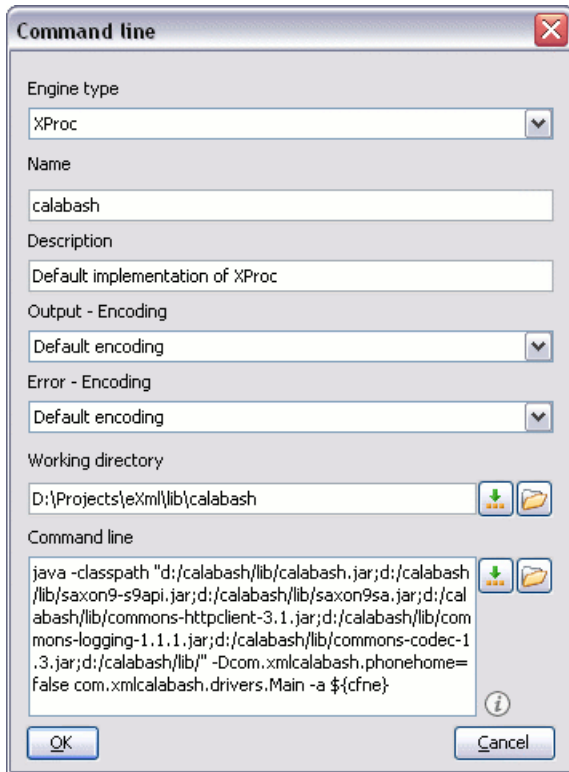 Command line
Engine type
XProc
Name
calabash
Description
Default implementation of XProc
Output - Encoding
Default encoding
Error - Encoding
Default encoding
Working directory
D:\Projects\eXml\lib\calabash
Command line
java -classpath "d:/calabash/lib/calabash.jar;d:/calabash
/lib/saxon9-s9api.jar;d:/calabash/lib/saxon9sa.jar;d:/cal
abash/lib/commons-httpclient-3.1.jar;d:/calabash/lib/com
mons-logging-1.1.1.jar;d:/calabash/lib/commons-codec-1
.3.jar;d:/calabash/lib/" -Dcom.xmlcalabash.phonehome=
false com.xmlcalabash.drivers.Main -a ${cfne}
OK
Cancel